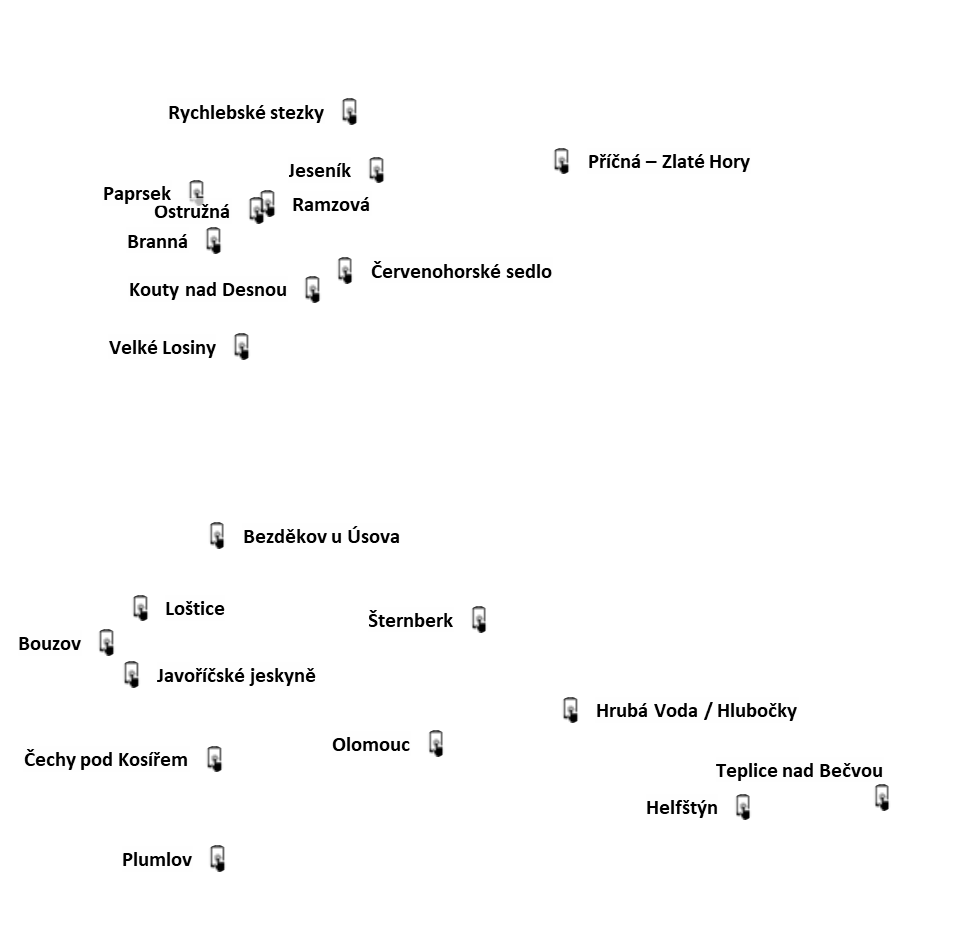 Rychlebské stezky
Příčná – Zlaté Hory
Jeseník
Paprsek
Ramzová
Ostružná
Branná
Červenohorské sedlo
Kouty nad Desnou
Velké Losiny
Bezděkov u Úsova
Loštice
Šternberk
Bouzov
Javoříčské jeskyně
Hrubá Voda / Hlubočky
Olomouc
Čechy pod Kosířem
Teplice nad Bečvou
Helfštýn
Plumlov